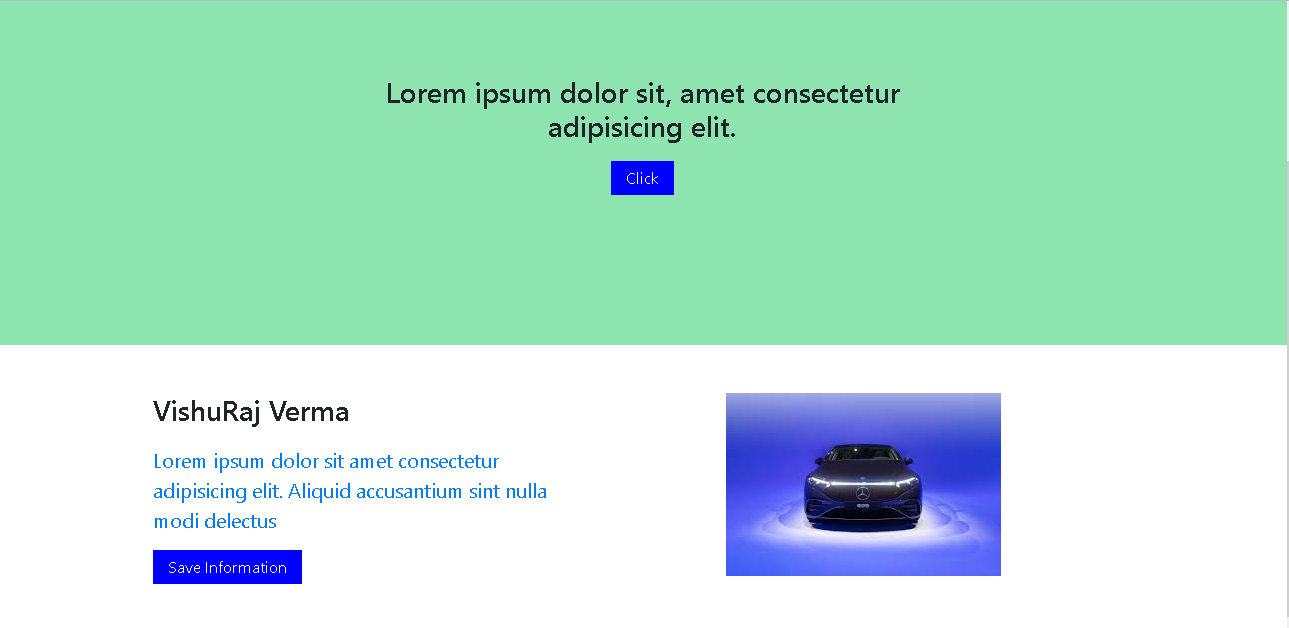 Lorem ipsum dolor sit, amet consectetur
adipisicing elit.
Click
VishuRaj Verma
Lorem ipsum dolor sit amet consectetur
adipisicing elit. Aliquid accusantium sint nulla
modi delectus
Save Information